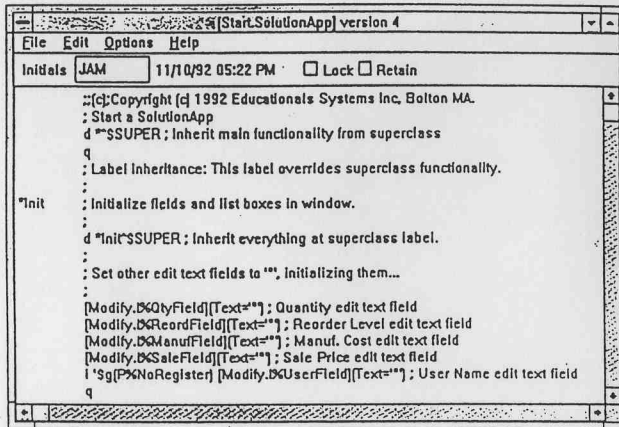 [Start.SolutionApp] version 4
File Edit Options Help
Initials JAM 11/10/92 05:22 PM Lock Retain
;;[c];Copyright [c] 1992 Educationals Systems Inc, Bolton MA.
; Start a SolutionApp
d *^$SUPER ; Inherit main functionality from superclass
q
; Label Inheritance: This label overrides superclass functionality.
;
*Init ; Initialize fields and list boxes in window.
;
d *Init^$SUPER ; Inherit everything at superclass label.
;
; Set other edit text fields to "", initializing them...
;
[Modify.I%QtyField][Text=""] ; Quantity edit text field
[Modify.I%ReordField][Text=""] ; Reorder Level edit text field
[Modify.I%ManufField][Text=""] ; Manuf. Cost edit text field
[Modify.I%SaleField][Text=""] ; Sale Price edit text field
i '$g(P%NoRegister) [Modify.I%UserField][Text=""] ; User Name edit text field
q